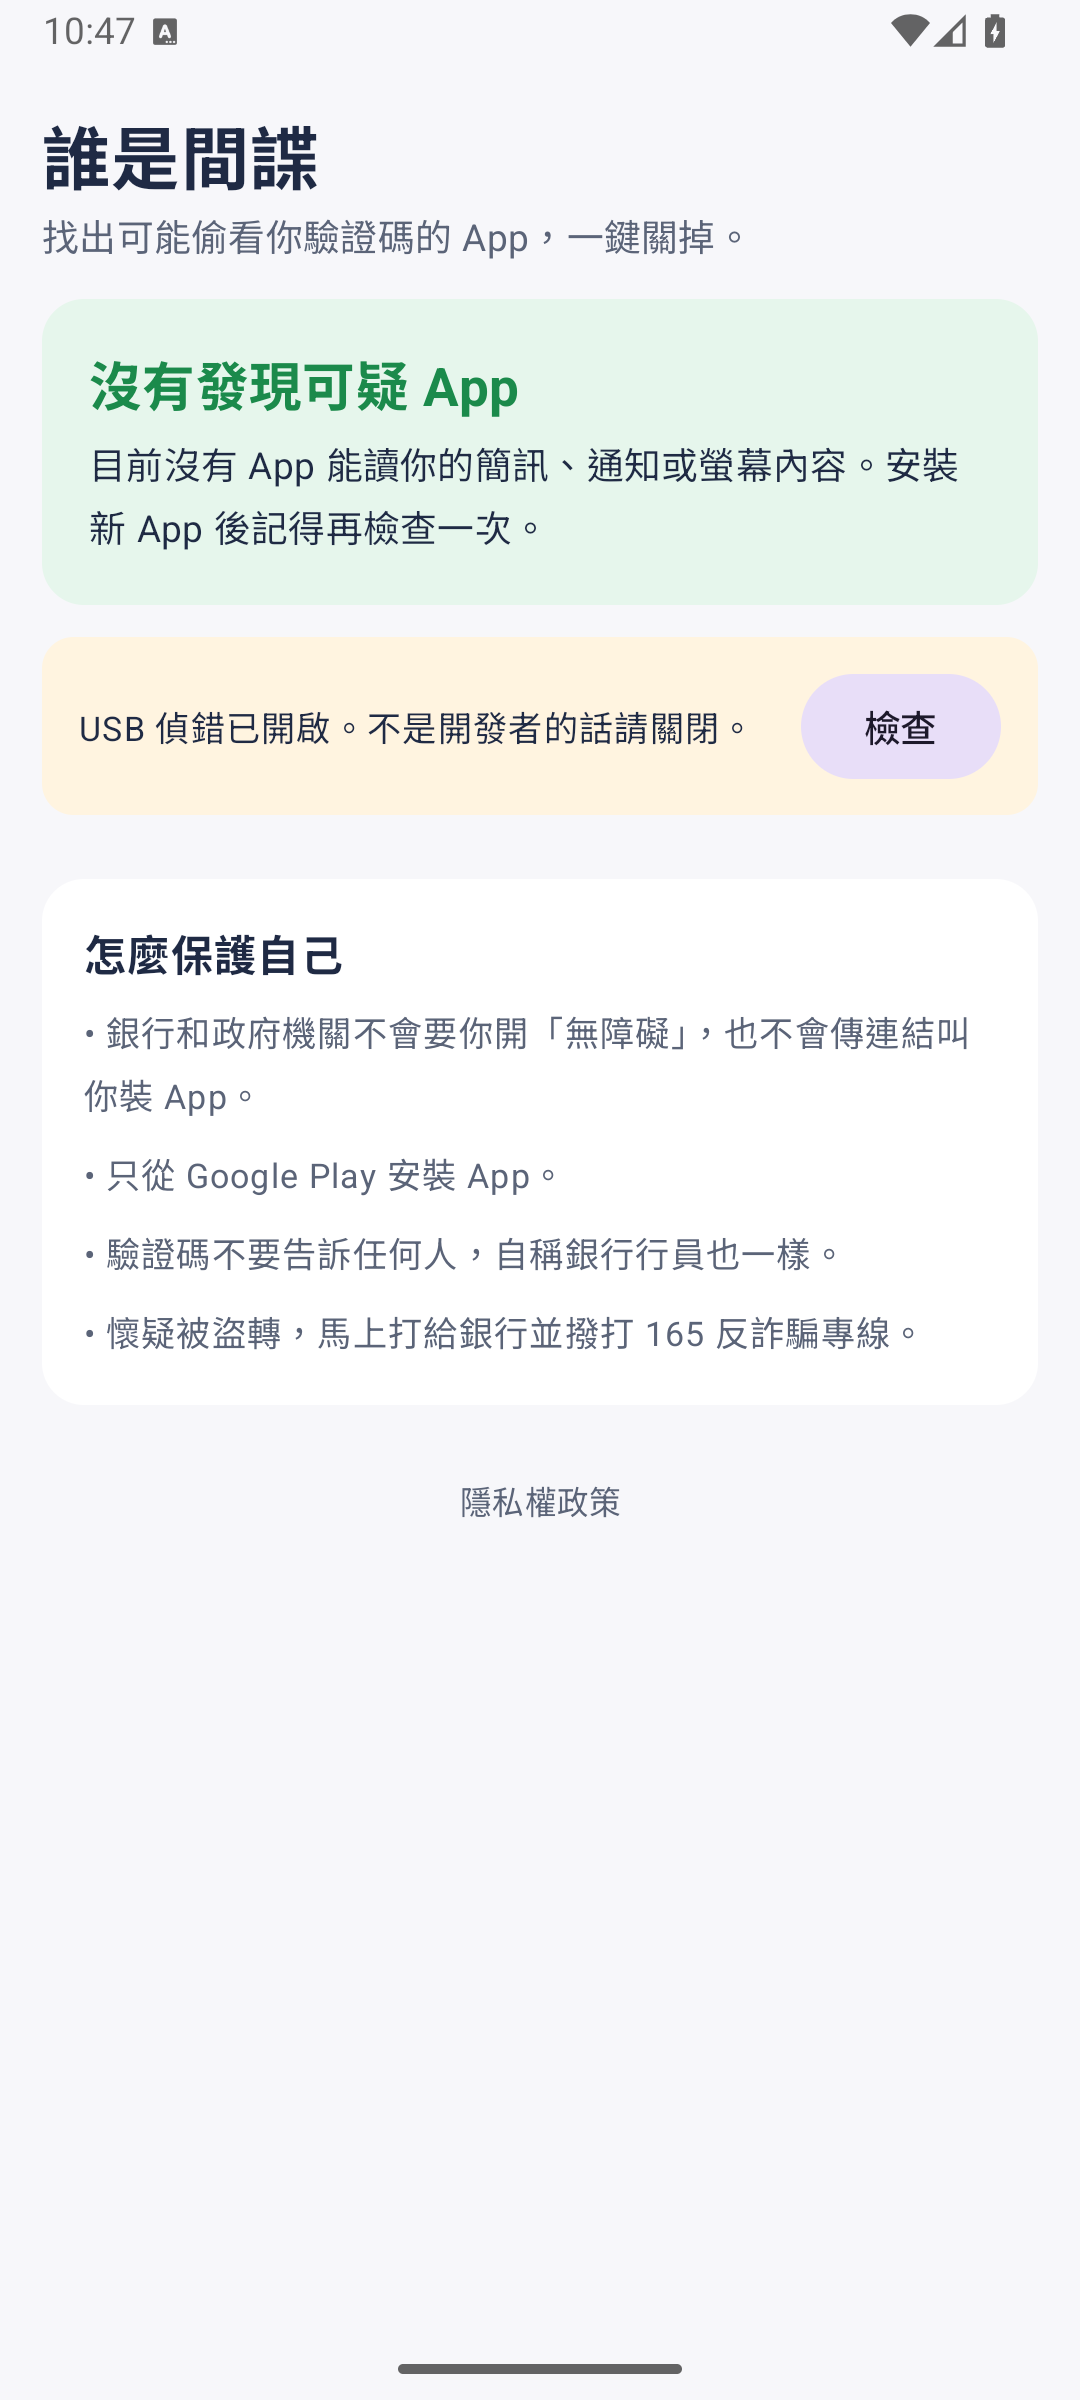 10:47
誰是間諜
找出可能偷看你驗證碼的 App，一鍵關掉。
沒有發現可疑 App
目前沒有 App 能讀你的簡訊、通知或螢幕內容。安裝
新 App 後記得再檢查一次。
USB 偵錯已開啟。不是開發者的話請關閉。
檢查
怎麼保護自己
• 銀行和政府機關不會要你開「無障礙」，也不會傳連結叫
你裝 App。
• 只從 Google Play 安裝 App。
• 驗證碼不要告訴任何人，自稱銀行行員也一樣。
• 懷疑被盜轉，馬上打給銀行並撥打 165 反詐騙專線。
隱私權政策